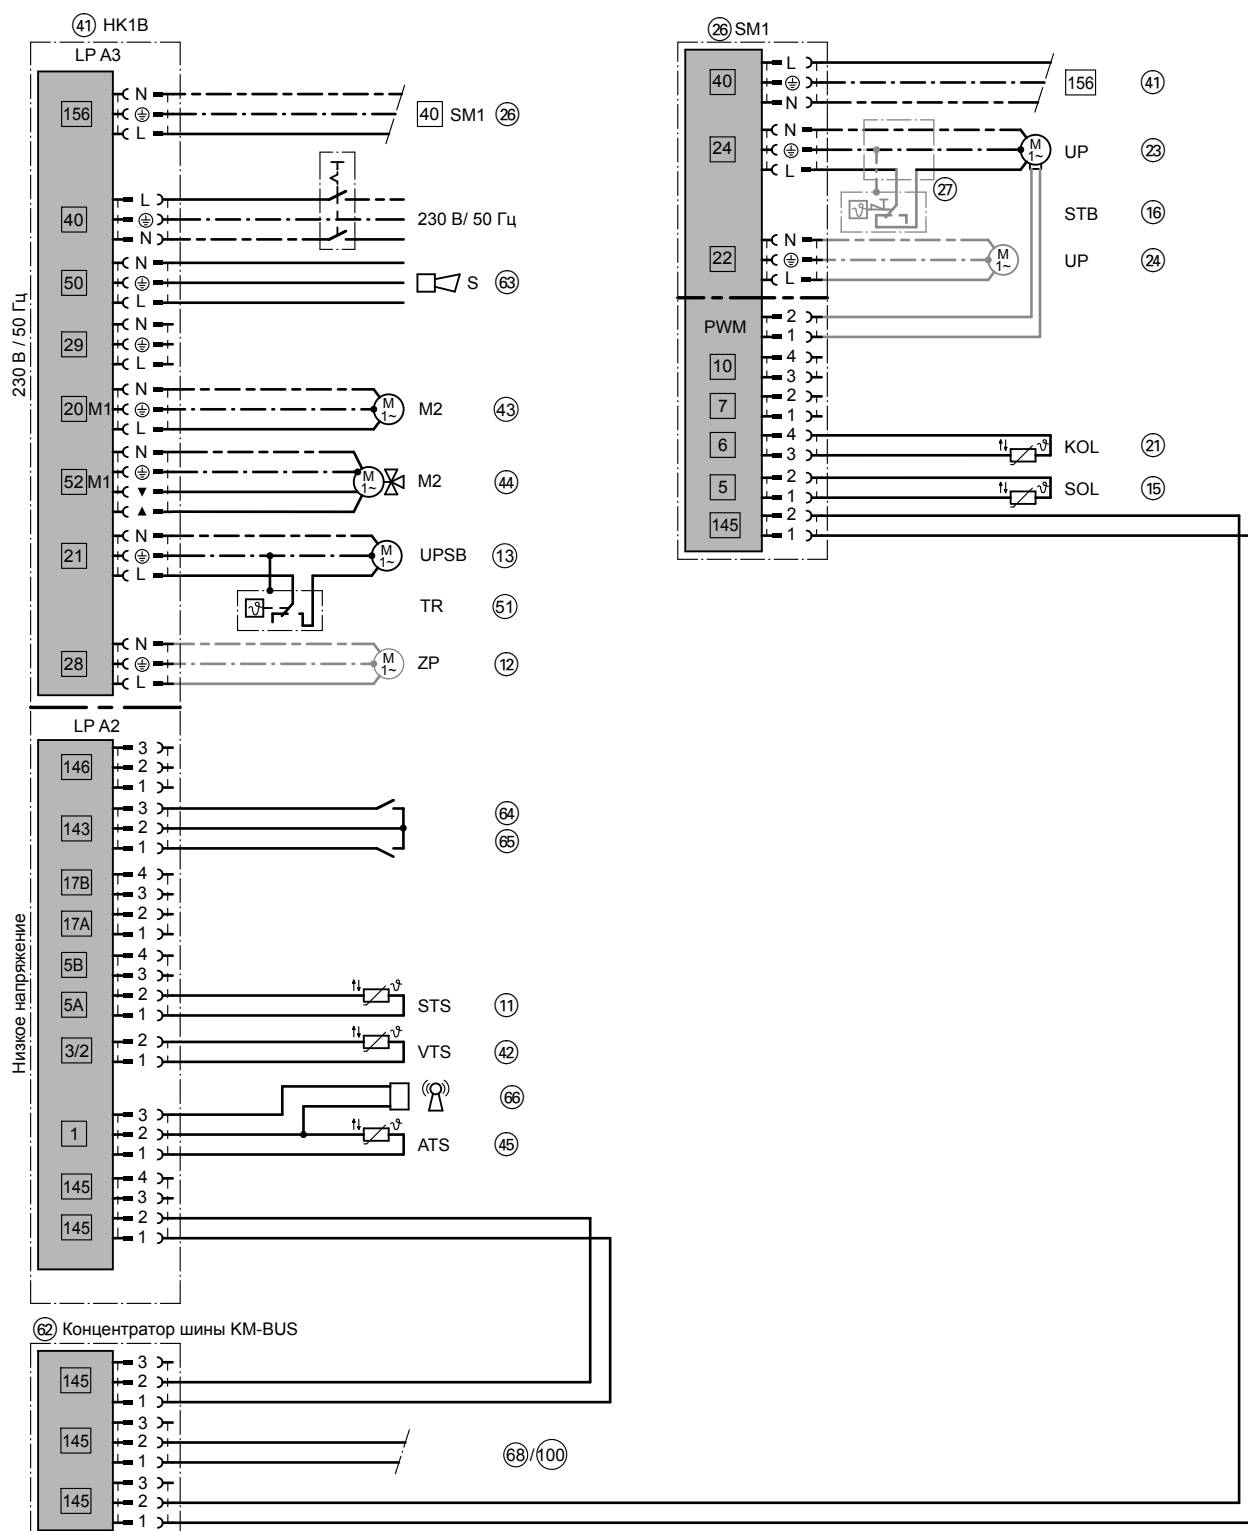 41 HK1B
LP A3
230 В / 50 Гц
156
N
L
40 SM1 26
40
L
N
230 В/ 50 Гц
50
N
L
S 63
29
N
L
20 M1
N
L
M 1~
M2 43
52 M1
N
▼
▲
M 1~
M2 44
21
N
L
M 1~
UPSB 13
ϑ
TR 51
28
N
L
M 1~
ZP 12
LP A2
Низкое напряжение
146
3
2
1
143
3
2
1
64
65
17B
4
3
17A
2
1
5B
4
3
5A
2
1
ϑ
STS 11
3/2
2
1
ϑ
VTS 42
66
1
3
2
1
ϑ
ATS 45
145
4
3
145
2
1
62 Концентратор шины KM-BUS
145
3
2
1
145
3
2
1
68/100
145
3
2
1
26 SM1
40
L
N
156 41
24
N
L
M 1~
UP 23
27
ϑ
STB 16
22
N
L
M 1~
UP 24
PWM
2
1
10
4
3
7
2
1
6
4
3
ϑ
KOL 21
5
2
1
ϑ
SOL 15
145
2
1